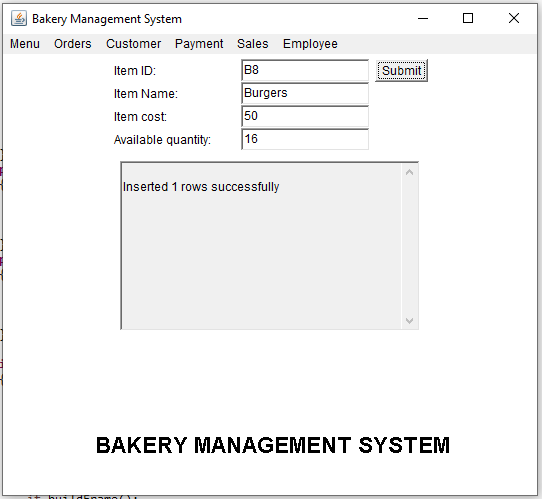 Bakery Management System
Menu Orders Customer Payment Sales Employee
Item ID: B8 Submit
Item Name: Burgers
Item cost: 50
Available quantity: 16
Inserted 1 rows successfully
BAKERY MANAGEMENT SYSTEM